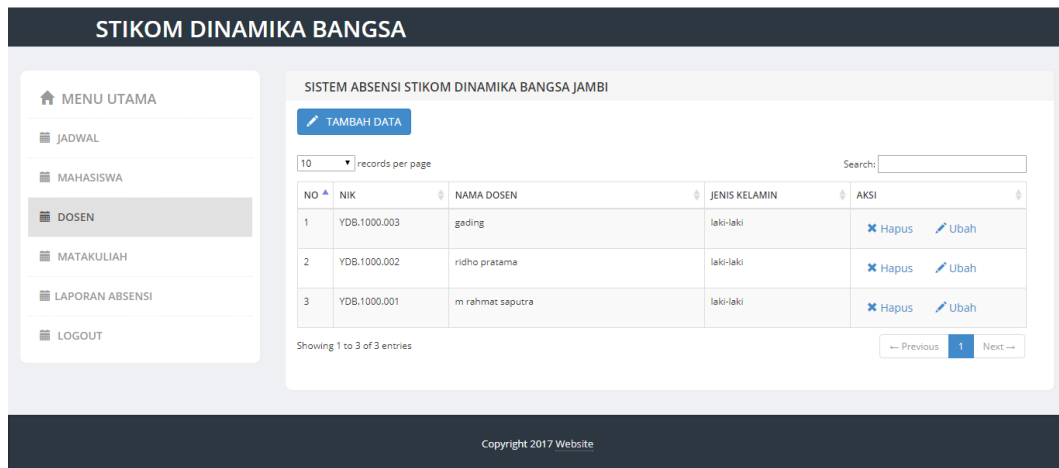 STIKOM DINAMIKA BANGSA
MENU UTAMA
JADWAL
MAHASISWA
DOSEN
MATAKULIAH
LAPORAN ABSENSI
LOGOUT
SISTEM ABSENSI STIKOM DINAMIKA BANGSA JAMBI
TAMBAH DATA
10 records per page Search:
NO NIK NAMA DOSEN JENIS KELAMIN AKSI
1 YDB.1000.003 gading laki-laki Hapus Ubah
2 YDB.1000.002 ridho pratama laki-laki Hapus Ubah
3 YDB.1000.001 m rahmat saputra laki-laki Hapus Ubah
Showing 1 to 3 of 3 entries ← Previous 1 Next →
Copyright 2017 Website